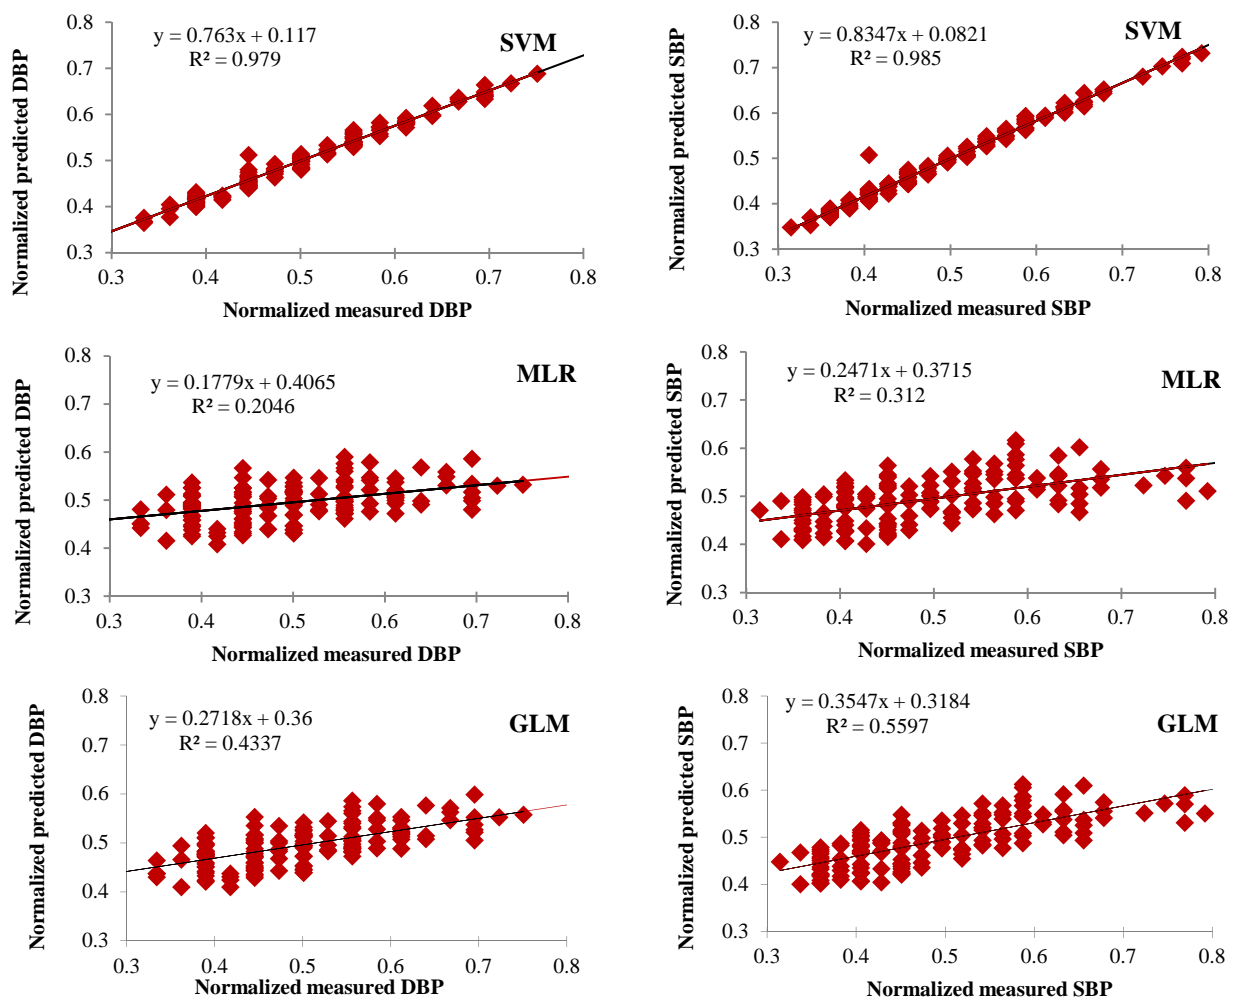 y = 0.763x + 0.117
R² = 0.979
SVM
Normalized predicted DBP
0.8
0.7
0.6
0.5
0.4
0.3
0.3 0.4 0.5 0.6 0.7 0.8
Normalized measured DBP
y = 0.8347x + 0.0821
R² = 0.985
SVM
Normalized predicted SBP
0.8
0.7
0.6
0.5
0.4
0.3
0.3 0.4 0.5 0.6 0.7 0.8
Normalized measured SBP
y = 0.1779x + 0.4065
R² = 0.2046
MLR
Normalized predicted DBP
0.8
0.7
0.6
0.5
0.4
0.3
0.3 0.4 0.5 0.6 0.7 0.8
Normalized measured DBP
y = 0.2471x + 0.3715
R² = 0.312
MLR
Normalized predicted SBP
0.8
0.7
0.6
0.5
0.4
0.3
0.3 0.4 0.5 0.6 0.7 0.8
Normalized measured SBP
y = 0.2718x + 0.36
R² = 0.4337
GLM
Normalized predicted DBP
0.8
0.7
0.6
0.5
0.4
0.3
0.3 0.4 0.5 0.6 0.7 0.8
Normalized measured DBP
y = 0.3547x + 0.3184
R² = 0.5597
GLM
Normalized predicted SBP
0.8
0.7
0.6
0.5
0.4
0.3
0.3 0.4 0.5 0.6 0.7 0.8
Normalized measured SBP